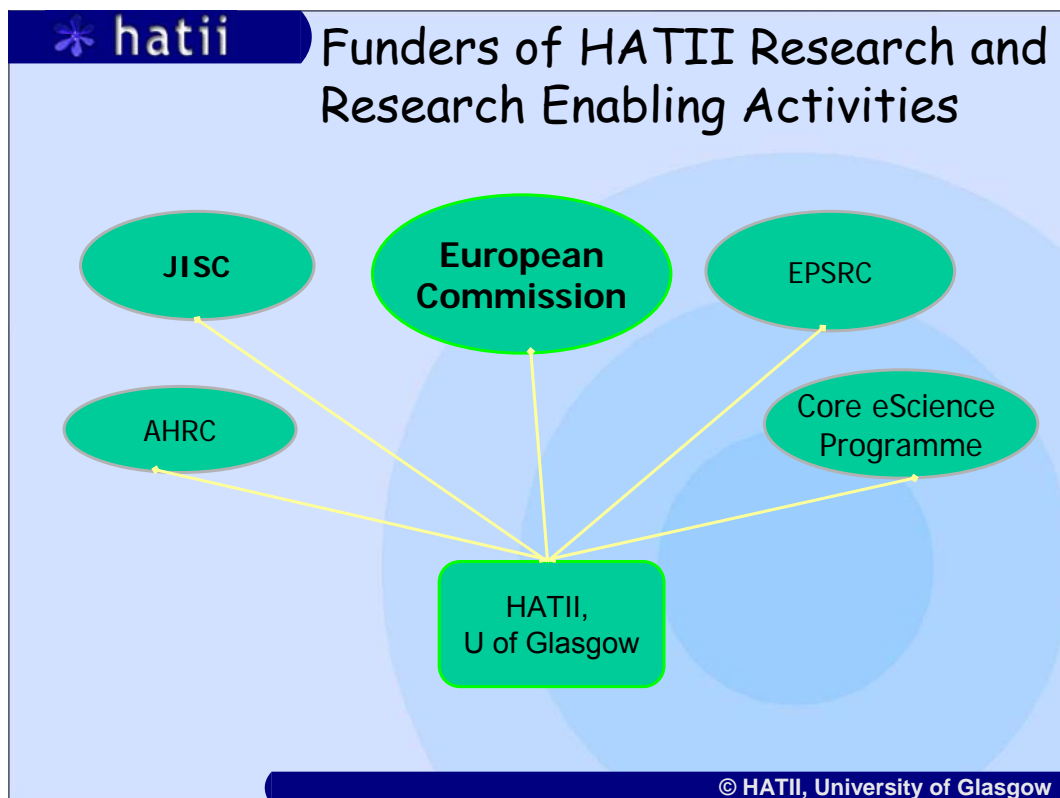 hatii
Funders of HATII Research and
Research Enabling Activities
JISC
European
Commission
EPSRC
AHRC
Core eScience
Programme
HATII,
U of Glasgow
© HATII, University of Glasgow